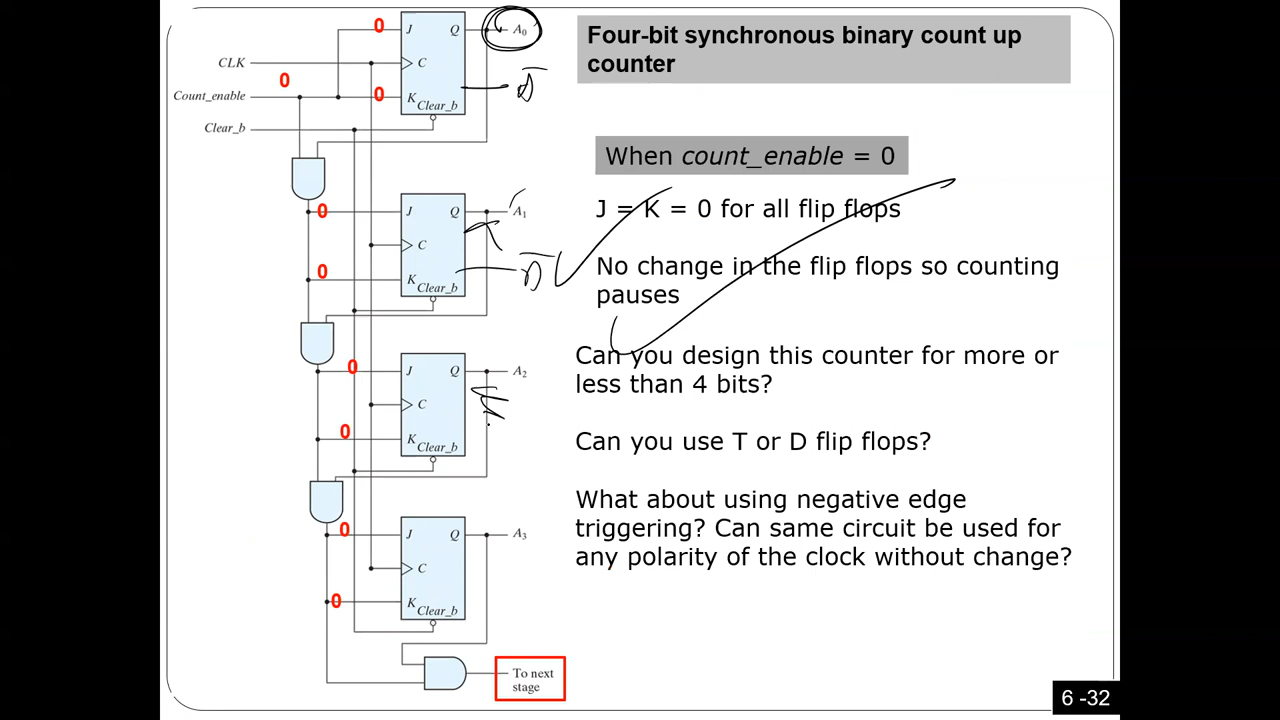 Four-bit synchronous binary count up
counter
When count_enable = 0
J = K = 0 for all flip flops
No change in the flip flops so counting
pauses
Can you design this counter for more or
less than 4 bits?
Can you use T or D flip flops?
What about using negative edge
triggering? Can same circuit be used for
any polarity of the clock without change?
0
J
Q
A0
CLK
C
0
Count_enable
0
K
Clear_b
Clear_b
0
J
Q
A1
C
0
K
Clear_b
0
J
Q
A2
C
0
K
Clear_b
0
J
Q
A3
C
0
K
Clear_b
To next
stage
6 -32